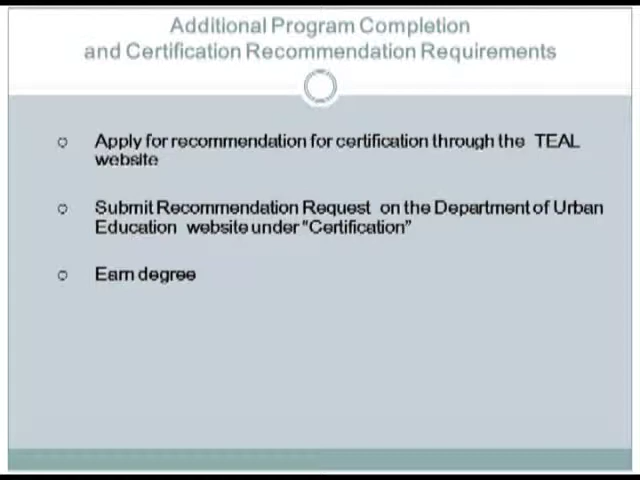 Additional Program Completion
and Certification Recommendation Requirements
Apply for recommendation for certification through the TEAL
website
Submit Recommendation Request on the Department of Urban
Education website under "Certification"
Earn degree